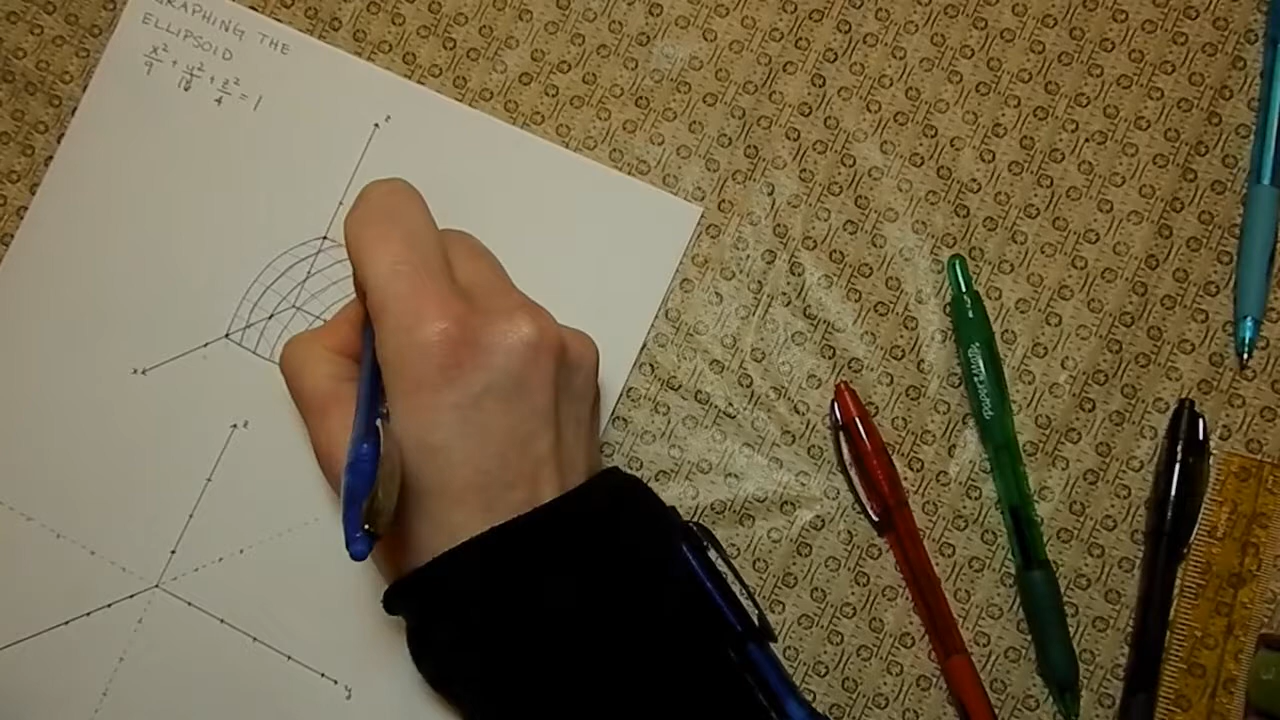 GRAPHING THE
ELLIPSOID
x²/9 + y²/16 + z²/4 = 1
z
x
z
y
PaperMate